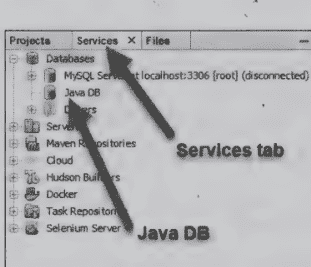 Projects Services × Files
Databases
MySQL Server at localhost:3306 [root] (disconnected)
Java DB
Drivers
Servers
Maven Repositories
Cloud
Hudson Builders
Docker
Task Repositories
Selenium Server
Services tab
Java DB